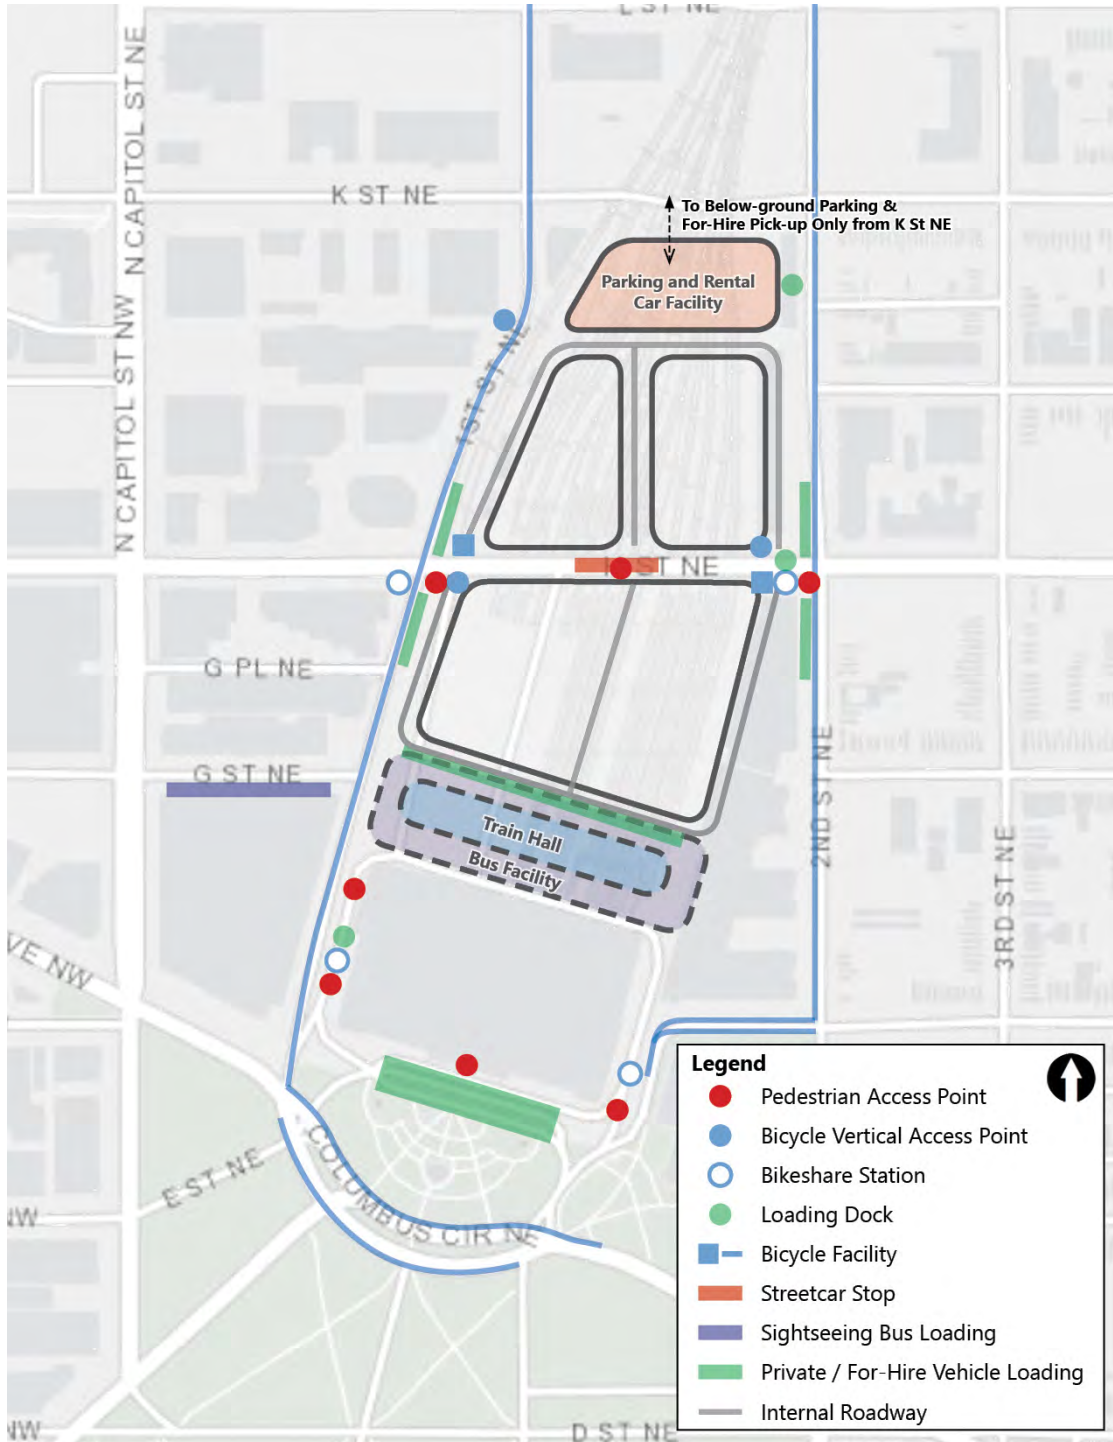 L ST NE
N CAPITOL ST NE
K ST NE
To Below-ground Parking &
For-Hire Pick-up Only from K St NE
Parking and Rental
Car Facility
N CAPITOL ST NW
1ST ST NE
H ST NE
G PL NE
G ST NE
2ND ST NE
Train Hall
Bus Facility
3RD ST NE
VE NW
E ST NE
COLUMBUS CIR NE
NW
NW
D ST NE
Legend
Pedestrian Access Point
Bicycle Vertical Access Point
Bikeshare Station
Loading Dock
Bicycle Facility
Streetcar Stop
Sightseeing Bus Loading
Private / For-Hire Vehicle Loading
Internal Roadway